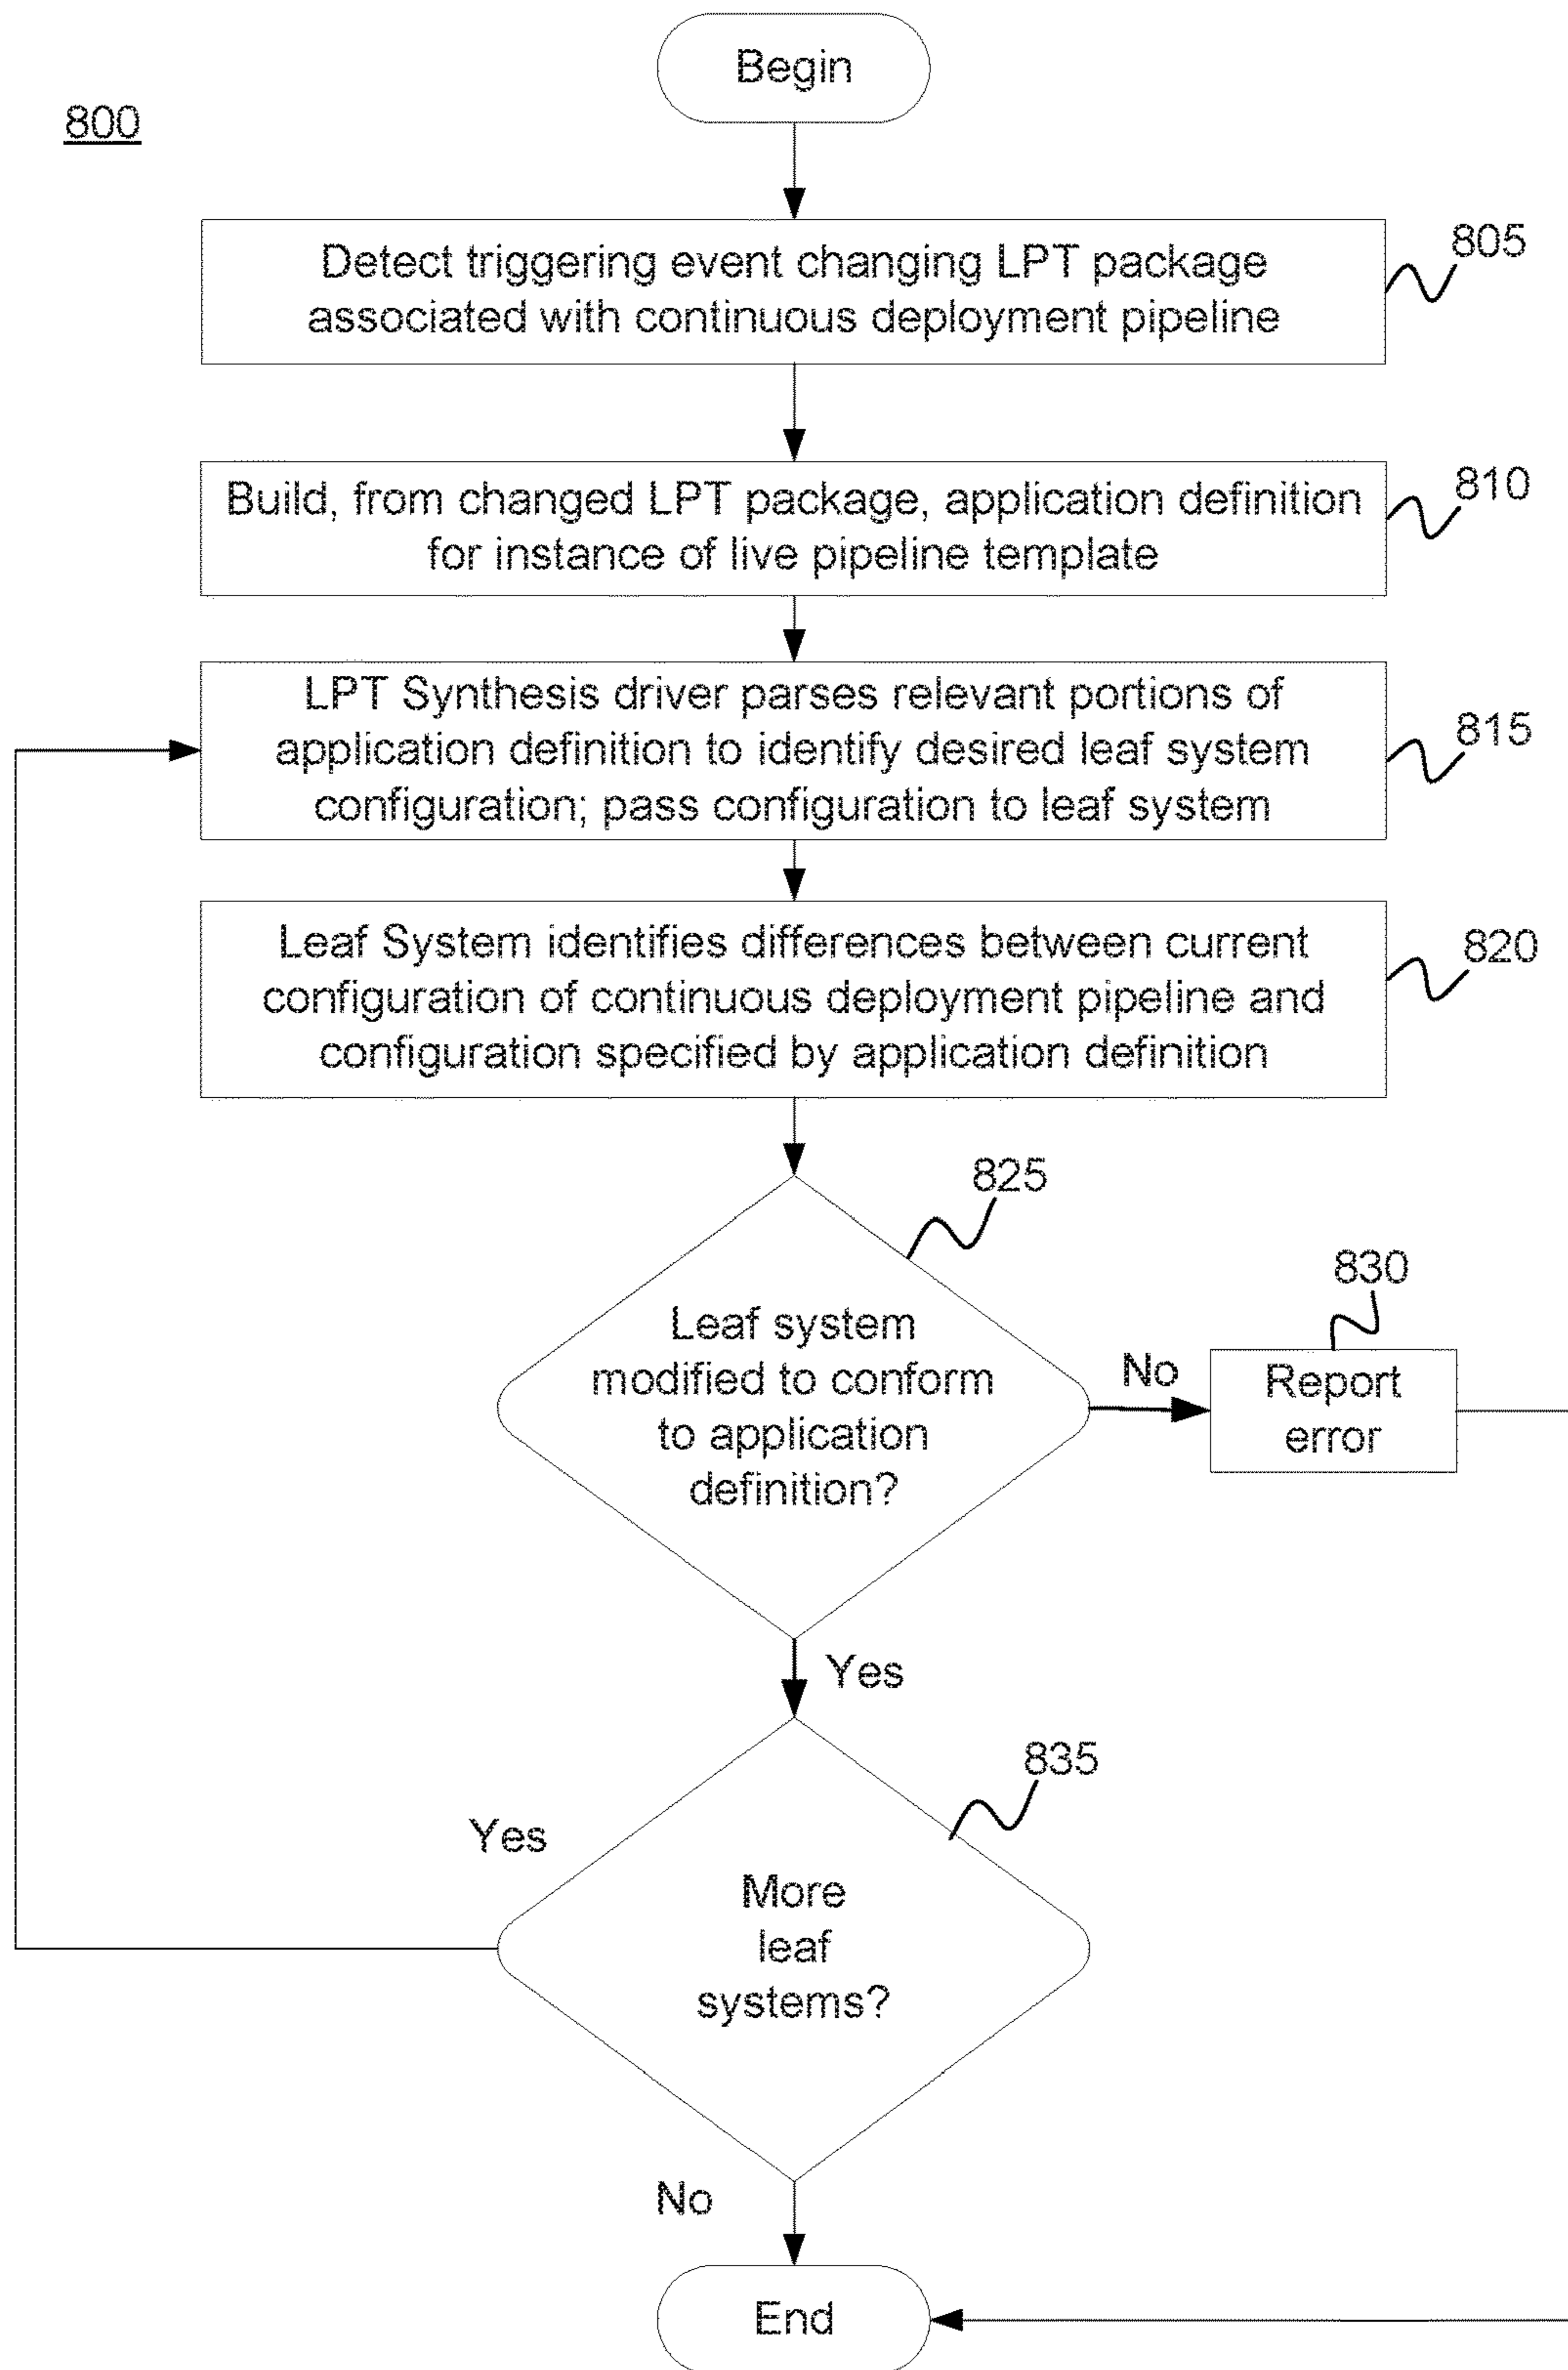 Begin
800
Detect triggering event changing LPT package
associated with continuous deployment pipeline
805
Build, from changed LPT package, application definition
for instance of live pipeline template
810
LPT Synthesis driver parses relevant portions of
application definition to identify desired leaf system
configuration; pass configuration to leaf system
815
Leaf System identifies differences between current
configuration of continuous deployment pipeline and
configuration specified by application definition
820
825
Leaf system
modified to conform
to application
definition?
No
830
Report
error
Yes
835
Yes
More
leaf
systems?
No
End